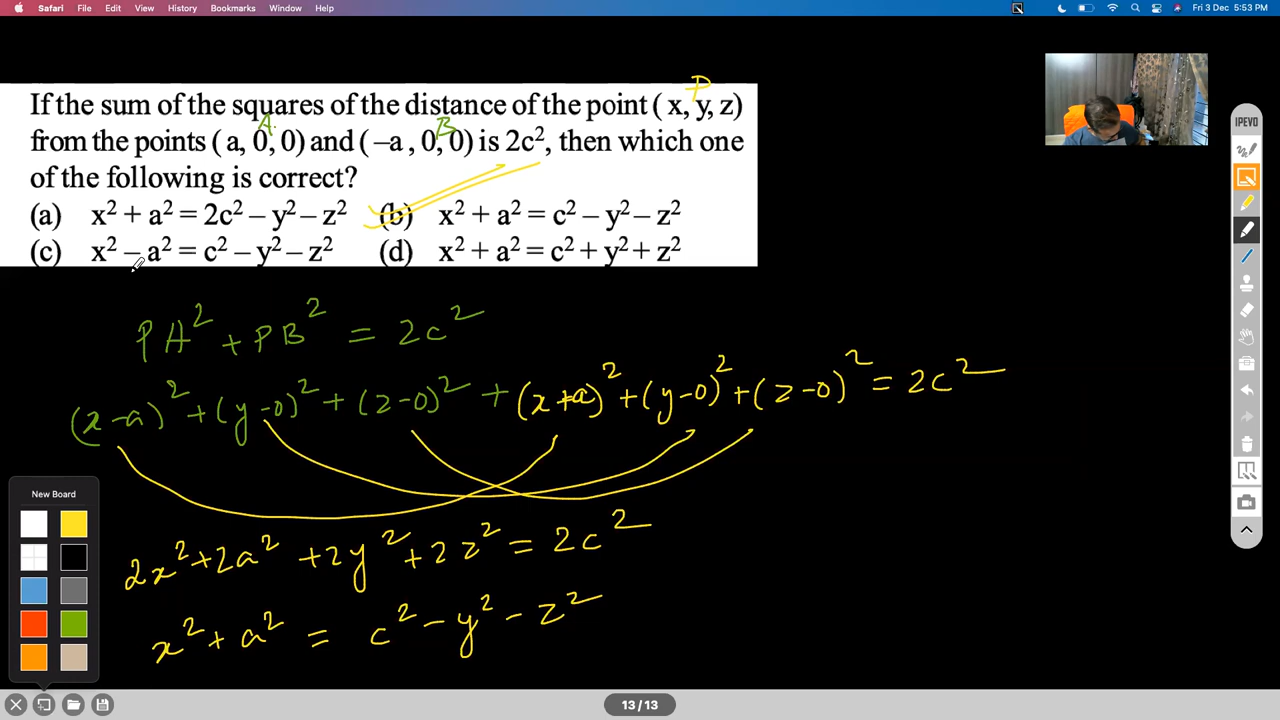 Safari File Edit View History Bookmarks Window Help Fri 3 Dec 5:53 PM
P
If the sum of the squares of the distance of the point ( x, y, z)
A B
from the points ( a, 0, 0) and ( –a , 0, 0) is 2c², then which one
of the following is correct?
(a) x² + a² = 2c² – y² – z² (b) x² + a² = c² – y² – z²
(c) x² – a² = c² – y² – z² (d) x² + a² = c² + y² + z²
PA² + PB² = 2c²
(x-a)² + (y-0)² + (z-0)² + (x+a)² + (y-0)² + (z-0)² = 2c²
2x² + 2a² + 2y² + 2z² = 2c²
x² + a² = c² - y² - z²
IPEVO
New Board
13 / 13